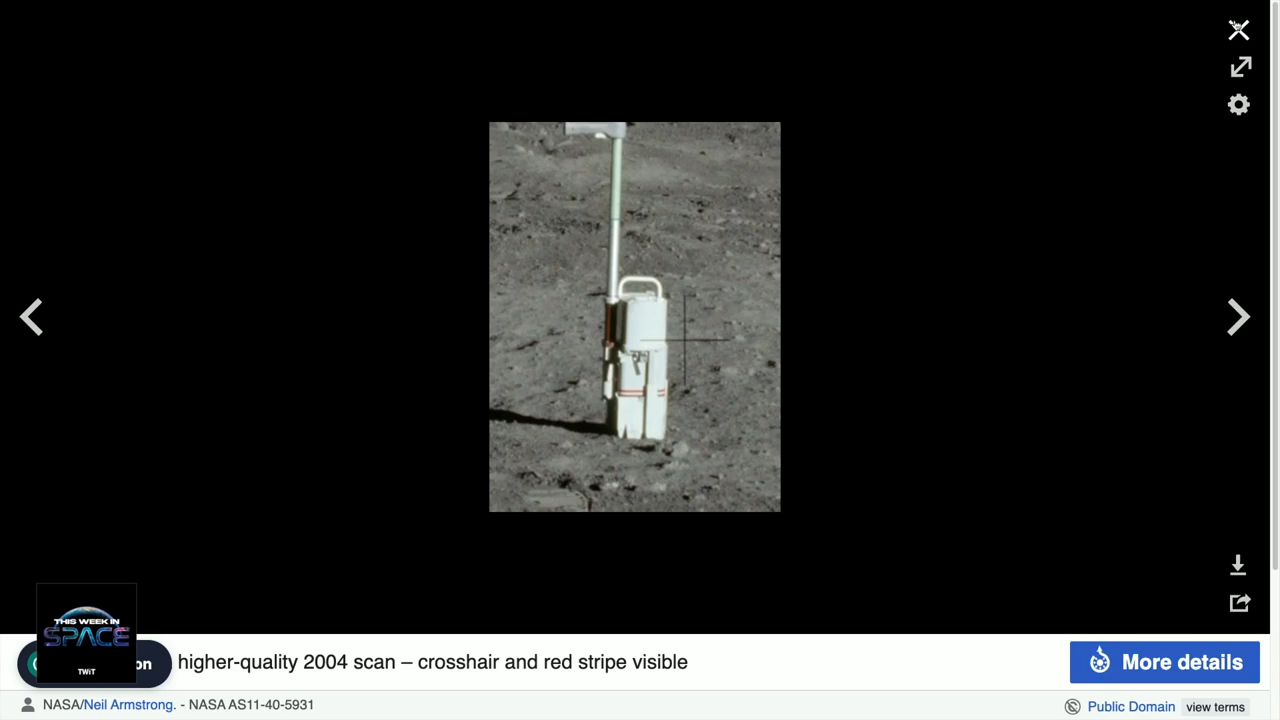 THIS WEEK IN
SPACE
TWiT
on
higher-quality 2004 scan – crosshair and red stripe visible
More details
NASA/Neil Armstrong. - NASA AS11-40-5931
Public Domain
view terms